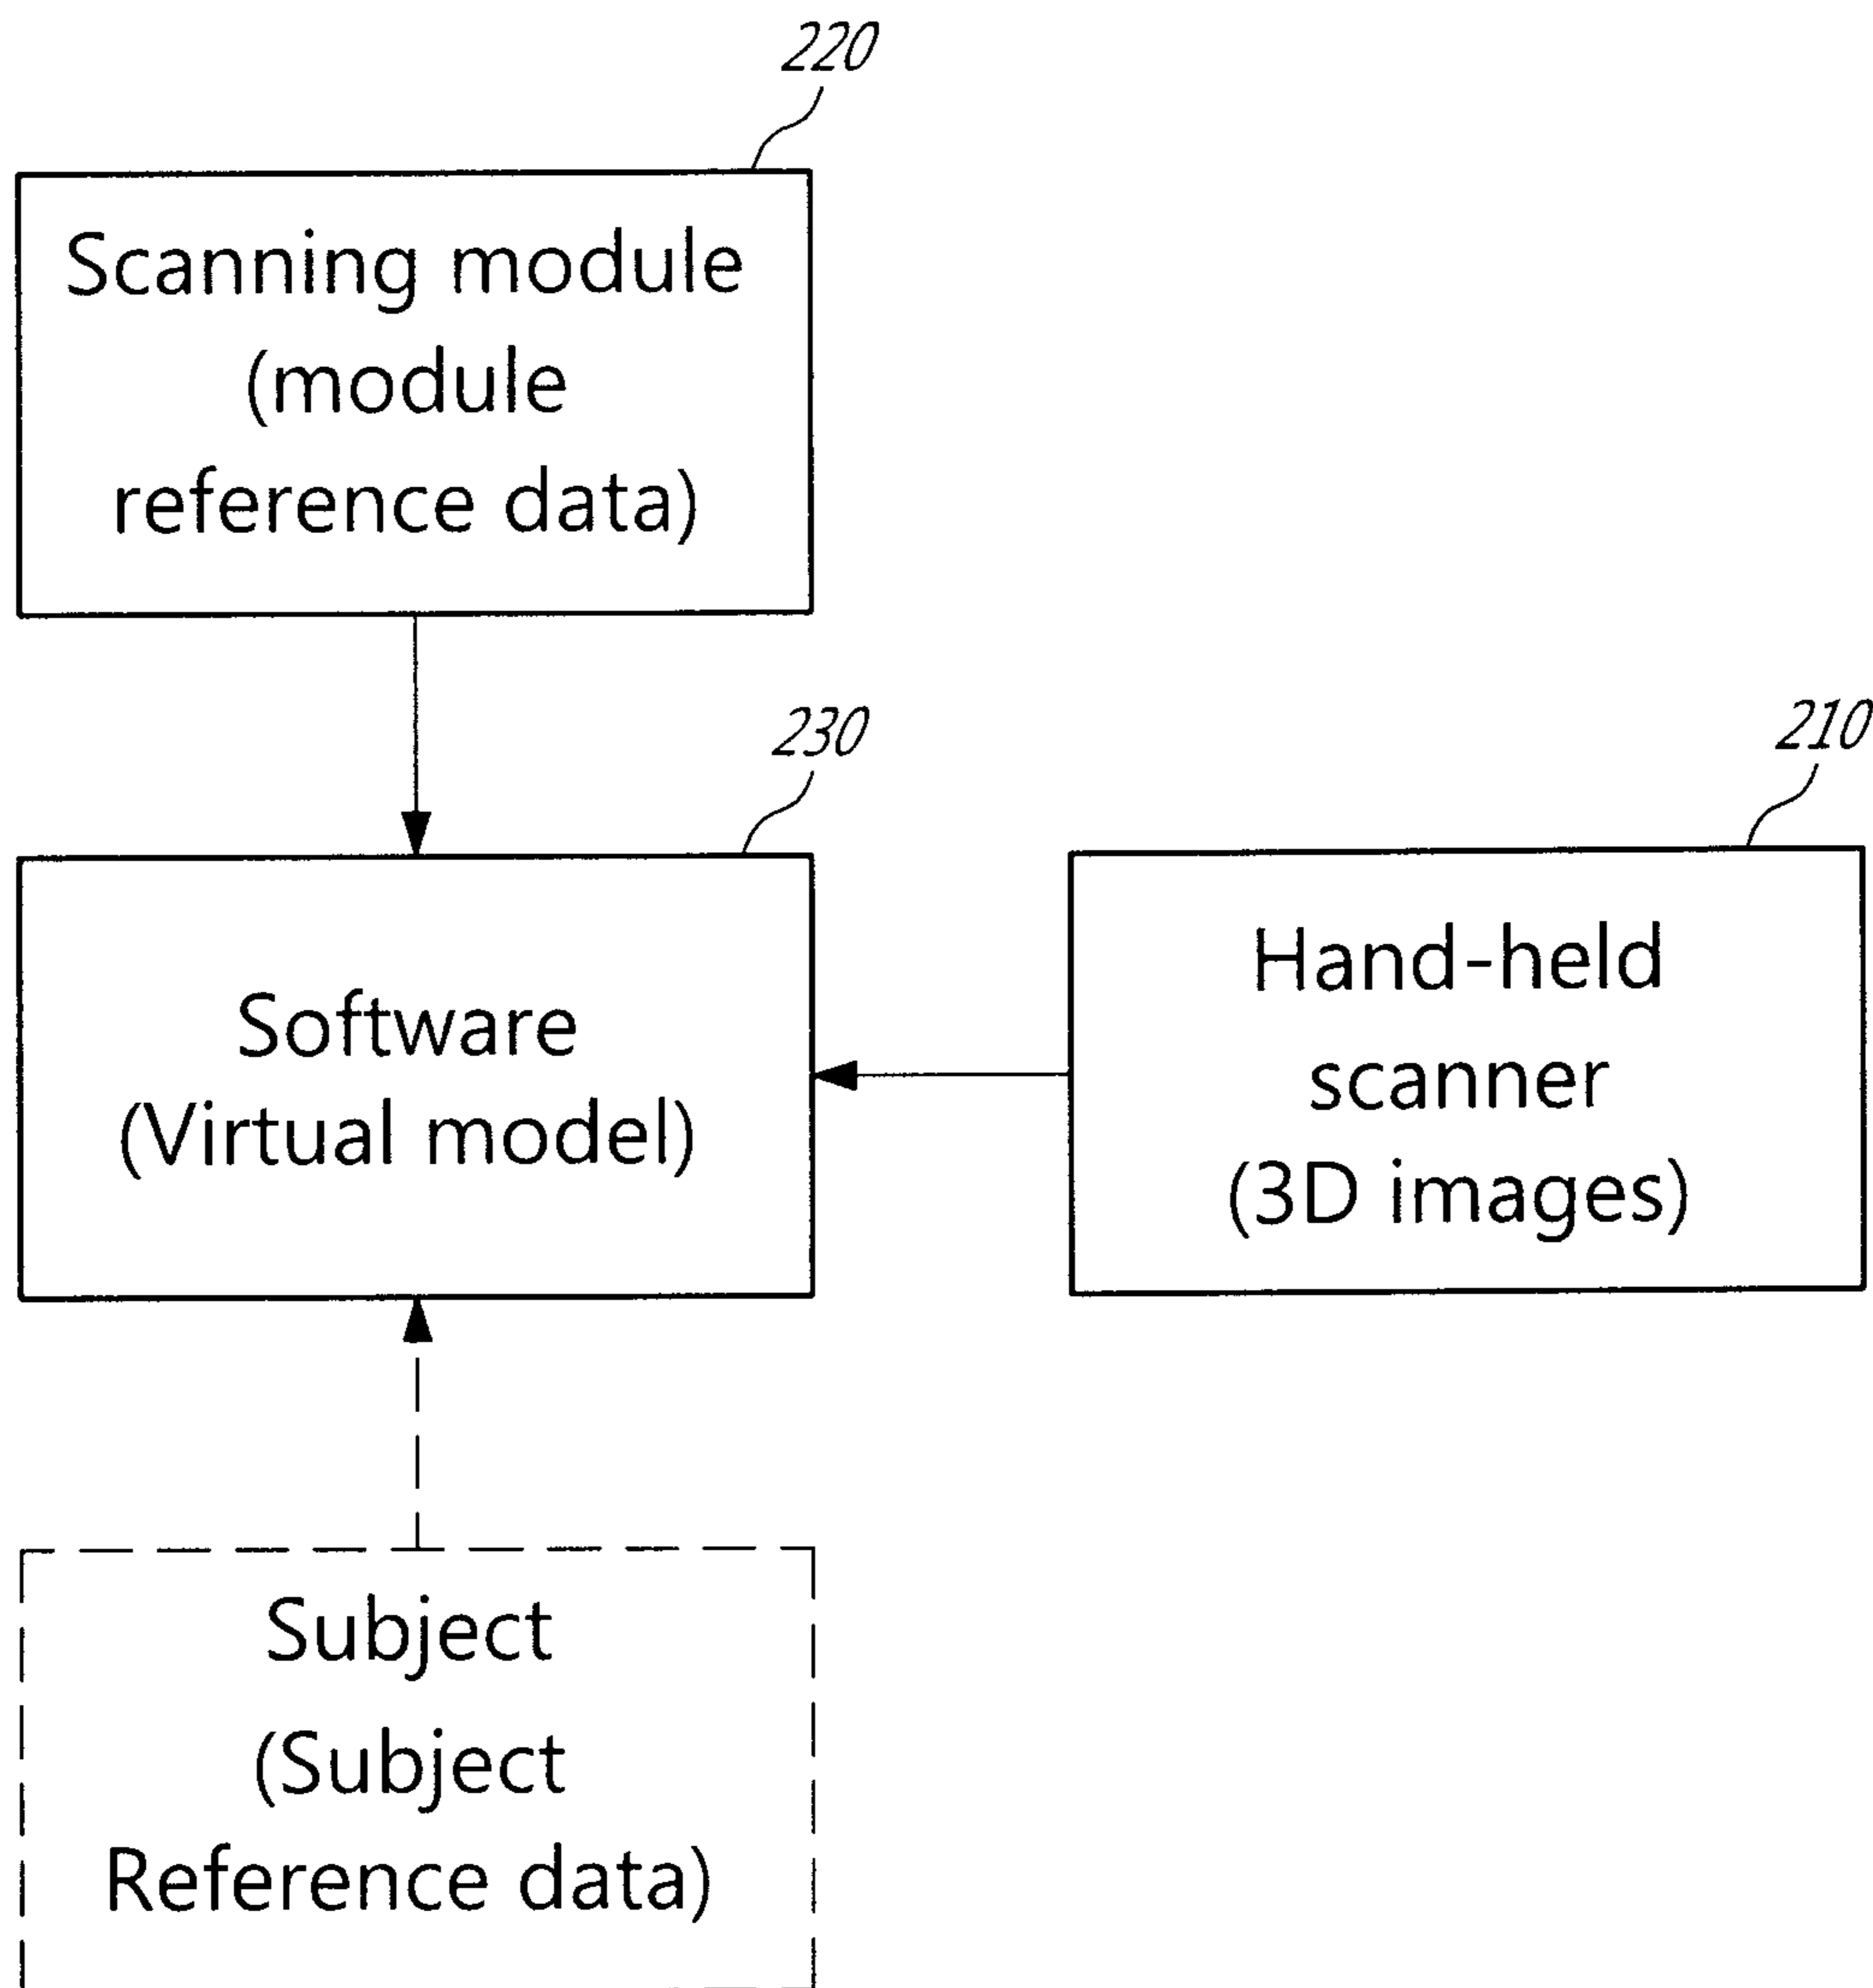 220
Scanning module
(module
reference data)
230
Software
(Virtual model)
210
Hand-held
scanner
(3D images)
Subject
(Subject
Reference data)